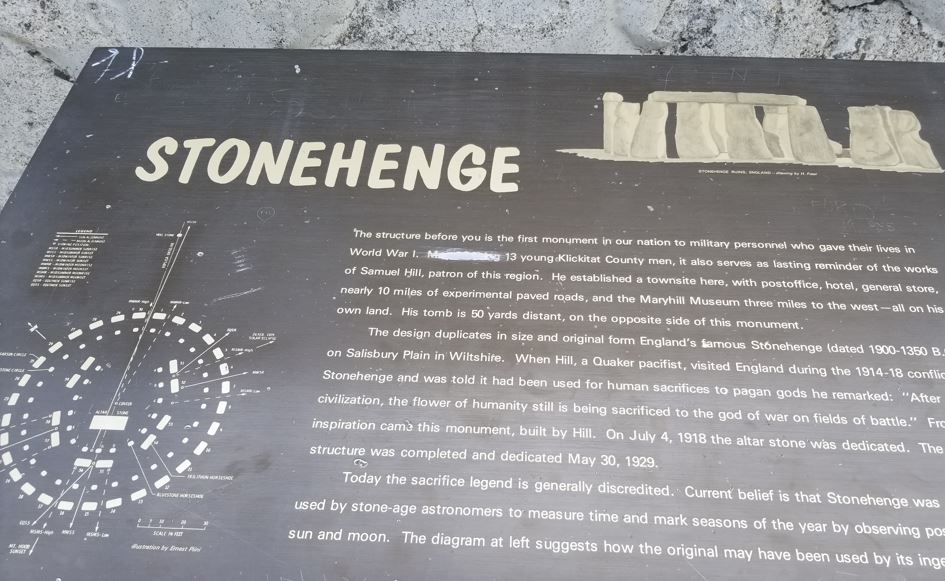 STONEHENGE
STONEHENGE RUINS, ENGLAND - drawing by H. Patel
The structure before you is the first monument in our nation to military personnel who gave their lives in
World War I. 13 young Klickitat County men, it also serves as lasting reminder of the works
of Samuel Hill, patron of this region. He established a townsite here, with postoffice, hotel, general store,
nearly 10 miles of experimental paved roads, and the Maryhill Museum three miles to the west—all on his
own land. His tomb is 50 yards distant, on the opposite side of this monument.
The design duplicates in size and original form England's famous Stonehenge (dated 1900-1350 B.
on Salisbury Plain in Wiltshire. When Hill, a Quaker pacifist, visited England during the 1914-18 conflic
Stonehenge and was told it had been used for human sacrifices to pagan gods he remarked: "After
civilization, the flower of humanity still is being sacrificed to the god of war on fields of battle." Fro
inspiration came this monument, built by Hill. On July 4, 1918 the altar stone was dedicated. The
structure was completed and dedicated May 30, 1929.
Today the sacrifice legend is generally discredited. Current belief is that Stonehenge was
used by stone-age astronomers to measure time and mark seasons of the year by observing pos
sun and moon. The diagram at left suggests how the original may have been used by its inge
LEGEND
ALTAR STONE
TRILITHON HORSESHOE
BLUESTONE HORSESHOE
SCALE IN FEET
illustration by Ernest Piini
MT. HOOD
SUNSET